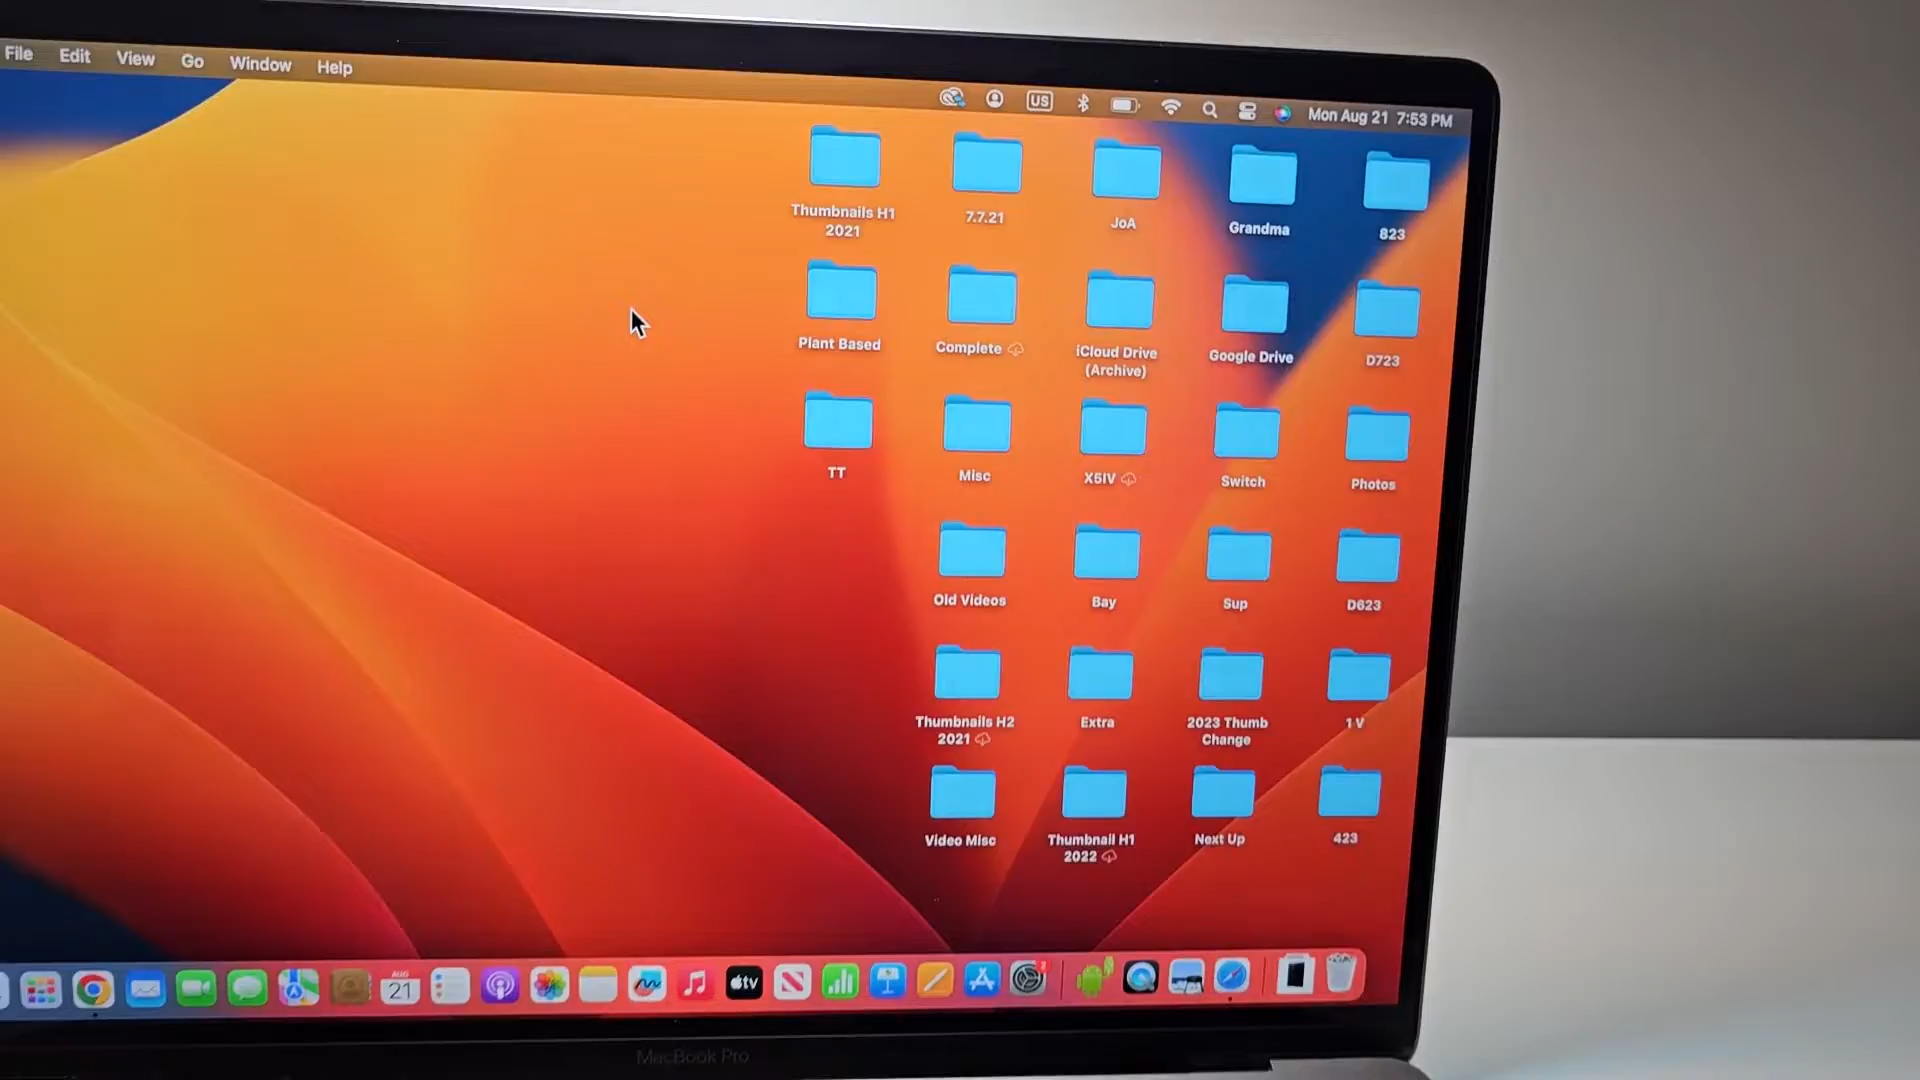 File Edit View Go Window Help
US
Mon Aug 21 7:53 PM
Thumbnails H1
2021
7.7.21
JoA
Grandma
823
Plant Based
Complete
iCloud Drive
(Archive)
Google Drive
D723
TT
Misc
X5IV
Switch
Photos
Old Videos
Bay
Sup
D623
Thumbnails H2
2021
Extra
2023 Thumb
Change
1 V
Video Misc
Thumbnail H1
2022
Next Up
423
AUG
21
tv
MacBook Pro